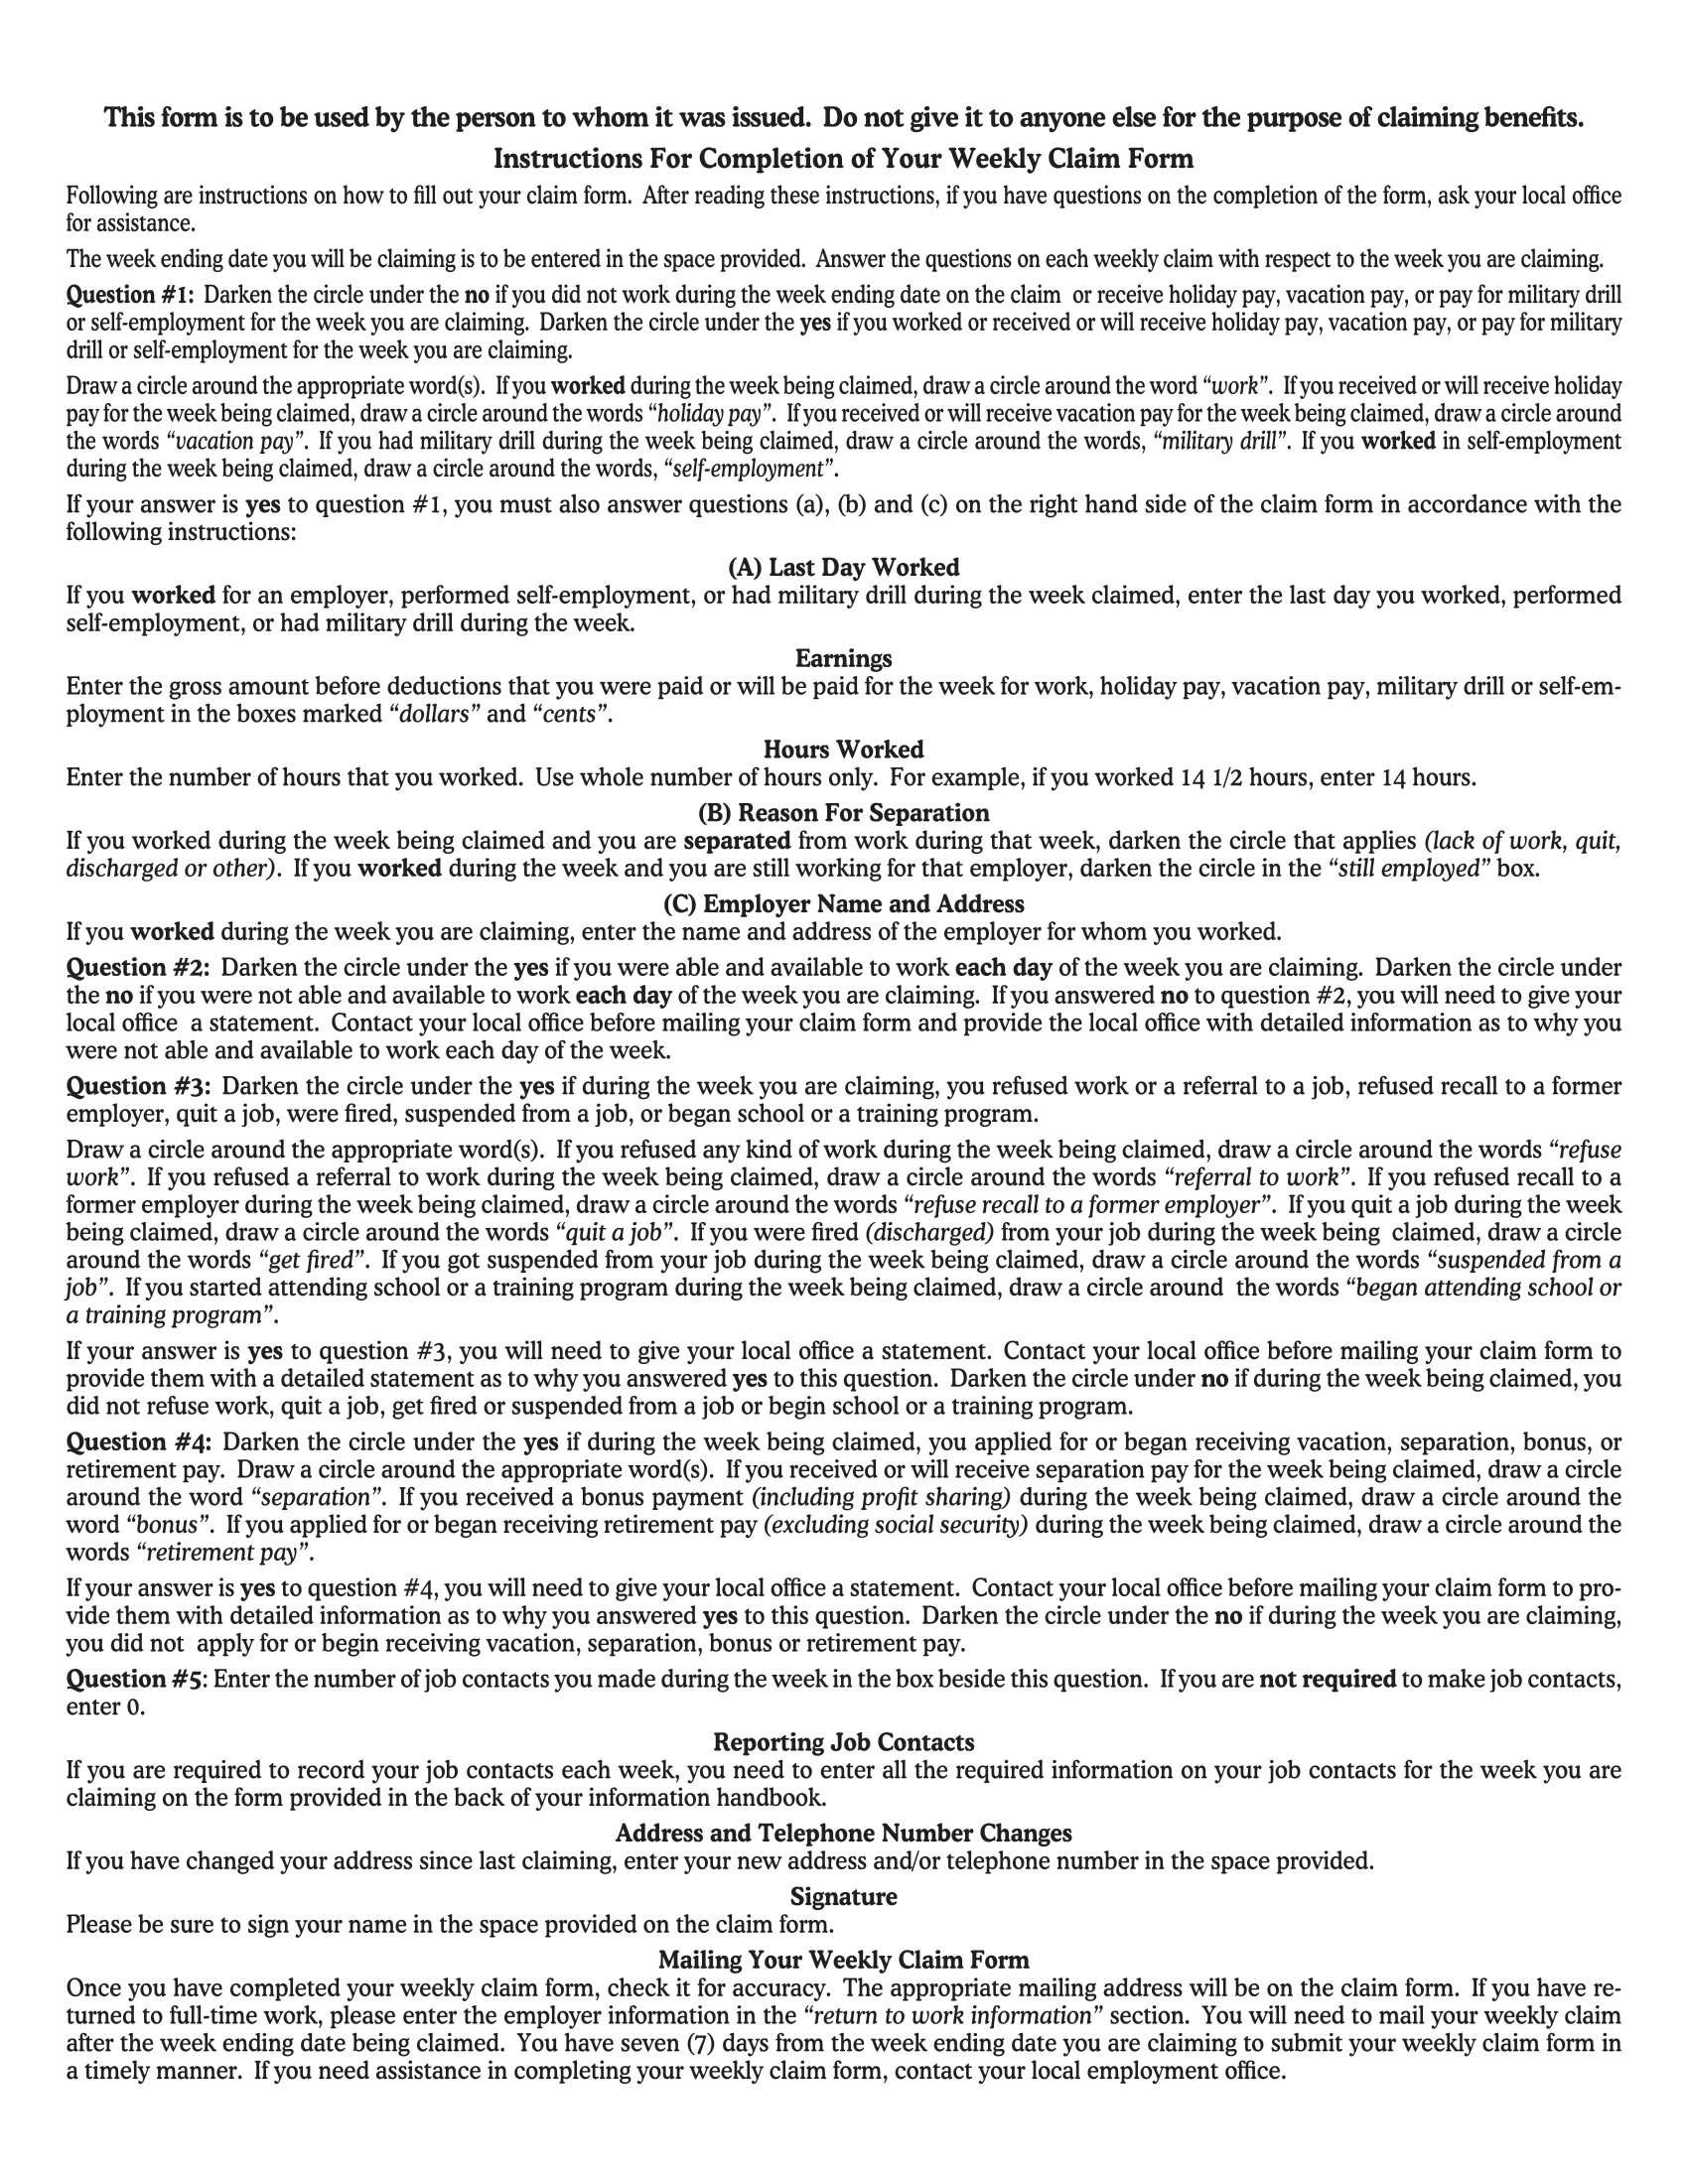 This form is to be used by the person to whom it was issued.  Do not give it to anyone else for the purpose of claiming benefits.
Instructions For Completion of Your Weekly Claim Form
Following are instructions on how to fill out your claim form.  After reading these instructions, if you have questions on the completion of the form, ask your local office
for assistance.
The week ending date you will be claiming is to be entered in the space provided.  Answer the questions on each weekly claim with respect to the week you are claiming.
Question #1:  Darken the circle under the no if you did not work during the week ending date on the claim  or receive holiday pay, vacation pay, or pay for military drill
or self-employment for the week you are claiming.  Darken the circle under the yes if you worked or received or will receive holiday pay, vacation pay, or pay for military
drill or self-employment for the week you are claiming.
Draw a circle around the appropriate word(s).  If you worked during the week being claimed, draw a circle around the word “work”.  If you received or will receive holiday
pay for the week being claimed, draw a circle around the words “holiday pay”.  If you received or will receive vacation pay for the week being claimed, draw a circle around
the words “vacation pay”.  If you had military drill during the week being claimed, draw a circle around the words, “military drill”.  If you worked in self-employment
during the week being claimed, draw a circle around the words, “self-employment”.
If your answer is yes to question #1, you must also answer questions (a), (b) and (c) on the right hand side of the claim form in accordance with the
following instructions:
(A) Last Day Worked
If you worked for an employer, performed self-employment, or had military drill during the week claimed, enter the last day you worked, performed
self-employment, or had military drill during the week.
Earnings
Enter the gross amount before deductions that you were paid or will be paid for the week for work, holiday pay, vacation pay, military drill or self-em-
ployment in the boxes marked “dollars” and “cents”.
Hours Worked
Enter the number of hours that you worked.  Use whole number of hours only.  For example, if you worked 14 1/2 hours, enter 14 hours.
(B) Reason For Separation
If you worked during the week being claimed and you are separated from work during that week, darken the circle that applies (lack of work, quit,
discharged or other).  If you worked during the week and you are still working for that employer, darken the circle in the “still employed” box.
(C) Employer Name and Address
If you worked during the week you are claiming, enter the name and address of the employer for whom you worked.
Question #2:  Darken the circle under the yes if you were able and available to work each day of the week you are claiming.  Darken the circle under
the no if you were not able and available to work each day of the week you are claiming.  If you answered no to question #2, you will need to give your
local office  a statement.  Contact your local office before mailing your claim form and provide the local office with detailed information as to why you
were not able and available to work each day of the week.
Question #3:  Darken the circle under the yes if during the week you are claiming, you refused work or a referral to a job, refused recall to a former
employer, quit a job, were fired, suspended from a job, or began school or a training program.
Draw a circle around the appropriate word(s).  If you refused any kind of work during the week being claimed, draw a circle around the words “refuse
work”.  If you refused a referral to work during the week being claimed, draw a circle around the words “referral to work”.  If you refused recall to a
former employer during the week being claimed, draw a circle around the words “refuse recall to a former employer”.  If you quit a job during the week
being claimed, draw a circle around the words “quit a job”.  If you were fired (discharged) from your job during the week being  claimed, draw a circle
around the words “get fired”.  If you got suspended from your job during the week being claimed, draw a circle around the words “suspended from a
job”.  If you started attending school or a training program during the week being claimed, draw a circle around  the words “began attending school or
a training program”.
If your answer is yes to question #3, you will need to give your local office a statement.  Contact your local office before mailing your claim form to
provide them with a detailed statement as to why you answered yes to this question.  Darken the circle under no if during the week being claimed, you
did not refuse work, quit a job, get fired or suspended from a job or begin school or a training program.
Question #4:  Darken the circle under the yes if during the week being claimed, you applied for or began receiving vacation, separation, bonus, or
retirement pay.  Draw a circle around the appropriate word(s).  If you received or will receive separation pay for the week being claimed, draw a circle
around the word “separation”.  If you received a bonus payment (including profit sharing) during the week being claimed, draw a circle around the
word “bonus”.  If you applied for or began receiving retirement pay (excluding social security) during the week being claimed, draw a circle around the
words “retirement pay”.
If your answer is yes to question #4, you will need to give your local office a statement.  Contact your local office before mailing your claim form to pro-
vide them with detailed information as to why you answered yes to this question.  Darken the circle under the no if during the week you are claiming,
you did not  apply for or begin receiving vacation, separation, bonus or retirement pay.
Question #5: Enter the number of job contacts you made during the week in the box beside this question.  If you are not required to make job contacts,
enter 0.
Reporting Job Contacts
If you are required to record your job contacts each week, you need to enter all the required information on your job contacts for the week you are
claiming on the form provided in the back of your information handbook.
Address and Telephone Number Changes
If you have changed your address since last claiming, enter your new address and/or telephone number in the space provided.
Signature
Please be sure to sign your name in the space provided on the claim form.
Mailing Your Weekly Claim Form
Once you have completed your weekly claim form, check it for accuracy.  The appropriate mailing address will be on the claim form.  If you have re-
turned to full-time work, please enter the employer information in the “return to work information” section.  You will need to mail your weekly claim
after the week ending date being claimed.  You have seven (7) days from the week ending date you are claiming to submit your weekly claim form in
a timely manner.  If you need assistance in completing your weekly claim form, contact your local employment office.